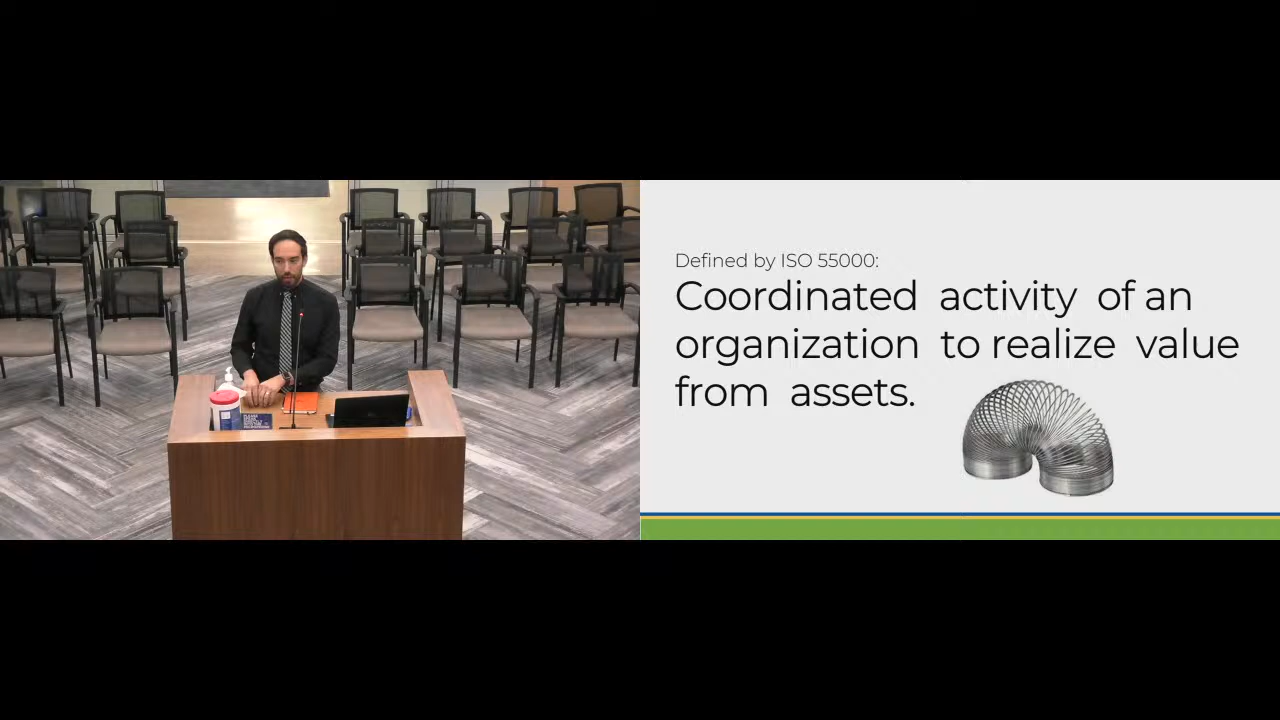 Defined by ISO 55000:
Coordinated activity of an
organization to realize value
from assets.